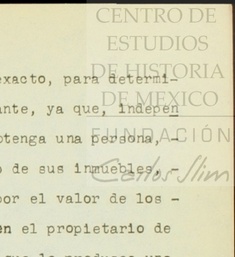 CENTRO DE
ESTUDIOS
DE HISTORIA
DE MEXICO
FUNDACIÓN
Carlos Slim
exacto, para determi-
ante, ya que, indepen
btenga una persona, -
o de sus inmuebles, -
por el valor de los -
en el propietario de